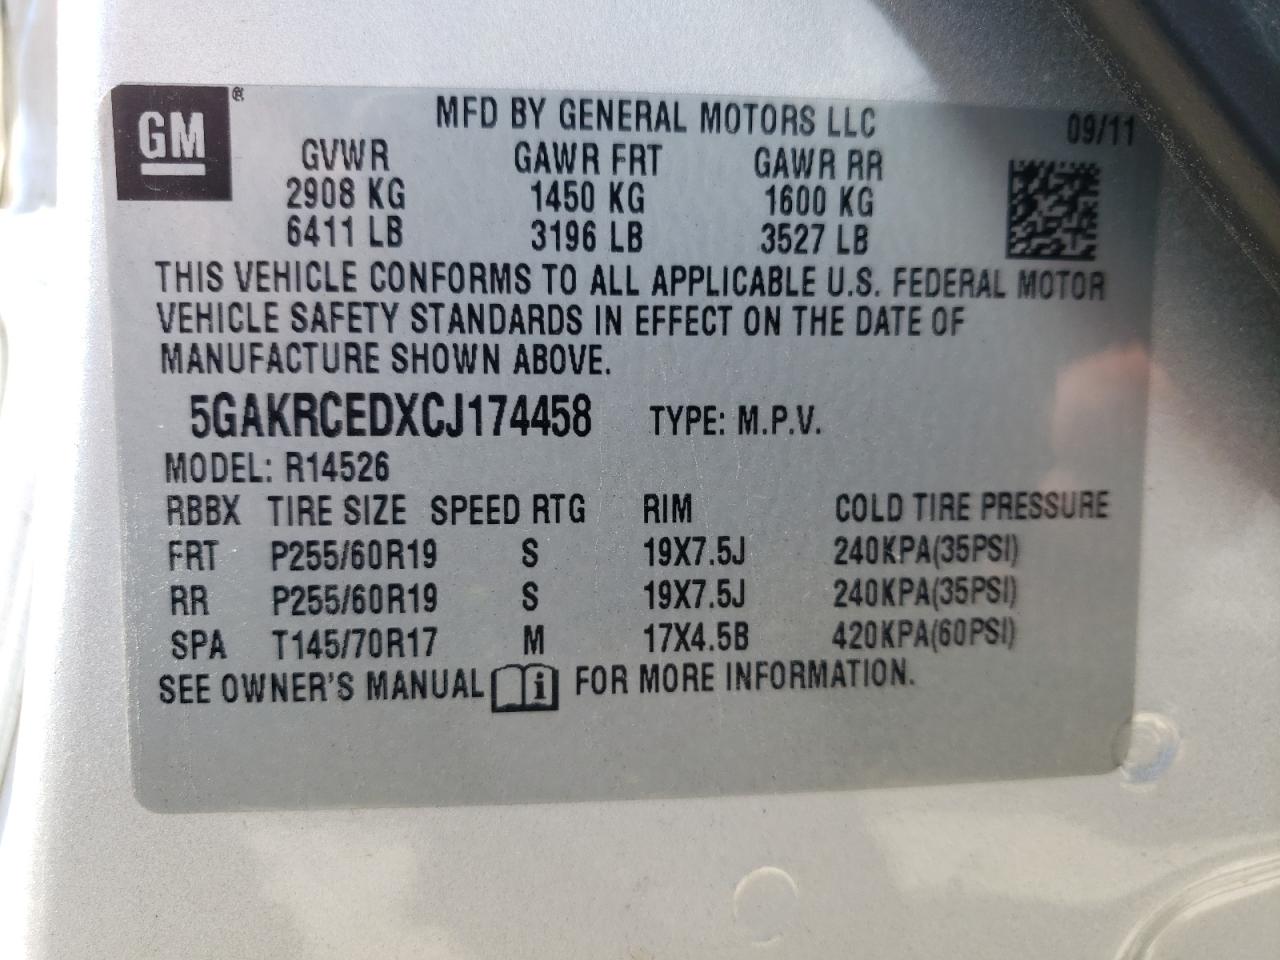 GM ® MFD BY GENERAL MOTORS LLC 09/11
GVWR GAWR FRT GAWR RR
2908 KG 1450 KG 1600 KG
6411 LB 3196 LB 3527 LB
THIS VEHICLE CONFORMS TO ALL APPLICABLE U.S. FEDERAL MOTOR
VEHICLE SAFETY STANDARDS IN EFFECT ON THE DATE OF
MANUFACTURE SHOWN ABOVE.
5GAKRCEDXCJ174458 TYPE: M.P.V.
MODEL: R14526
RBBX TIRE SIZE SPEED RTG RIM COLD TIRE PRESSURE
FRT P255/60R19 S 19X7.5J 240KPA(35PSI)
RR P255/60R19 S 19X7.5J 240KPA(35PSI)
SPA T145/70R17 M 17X4.5B 420KPA(60PSI)
SEE OWNER'S MANUAL i FOR MORE INFORMATION.